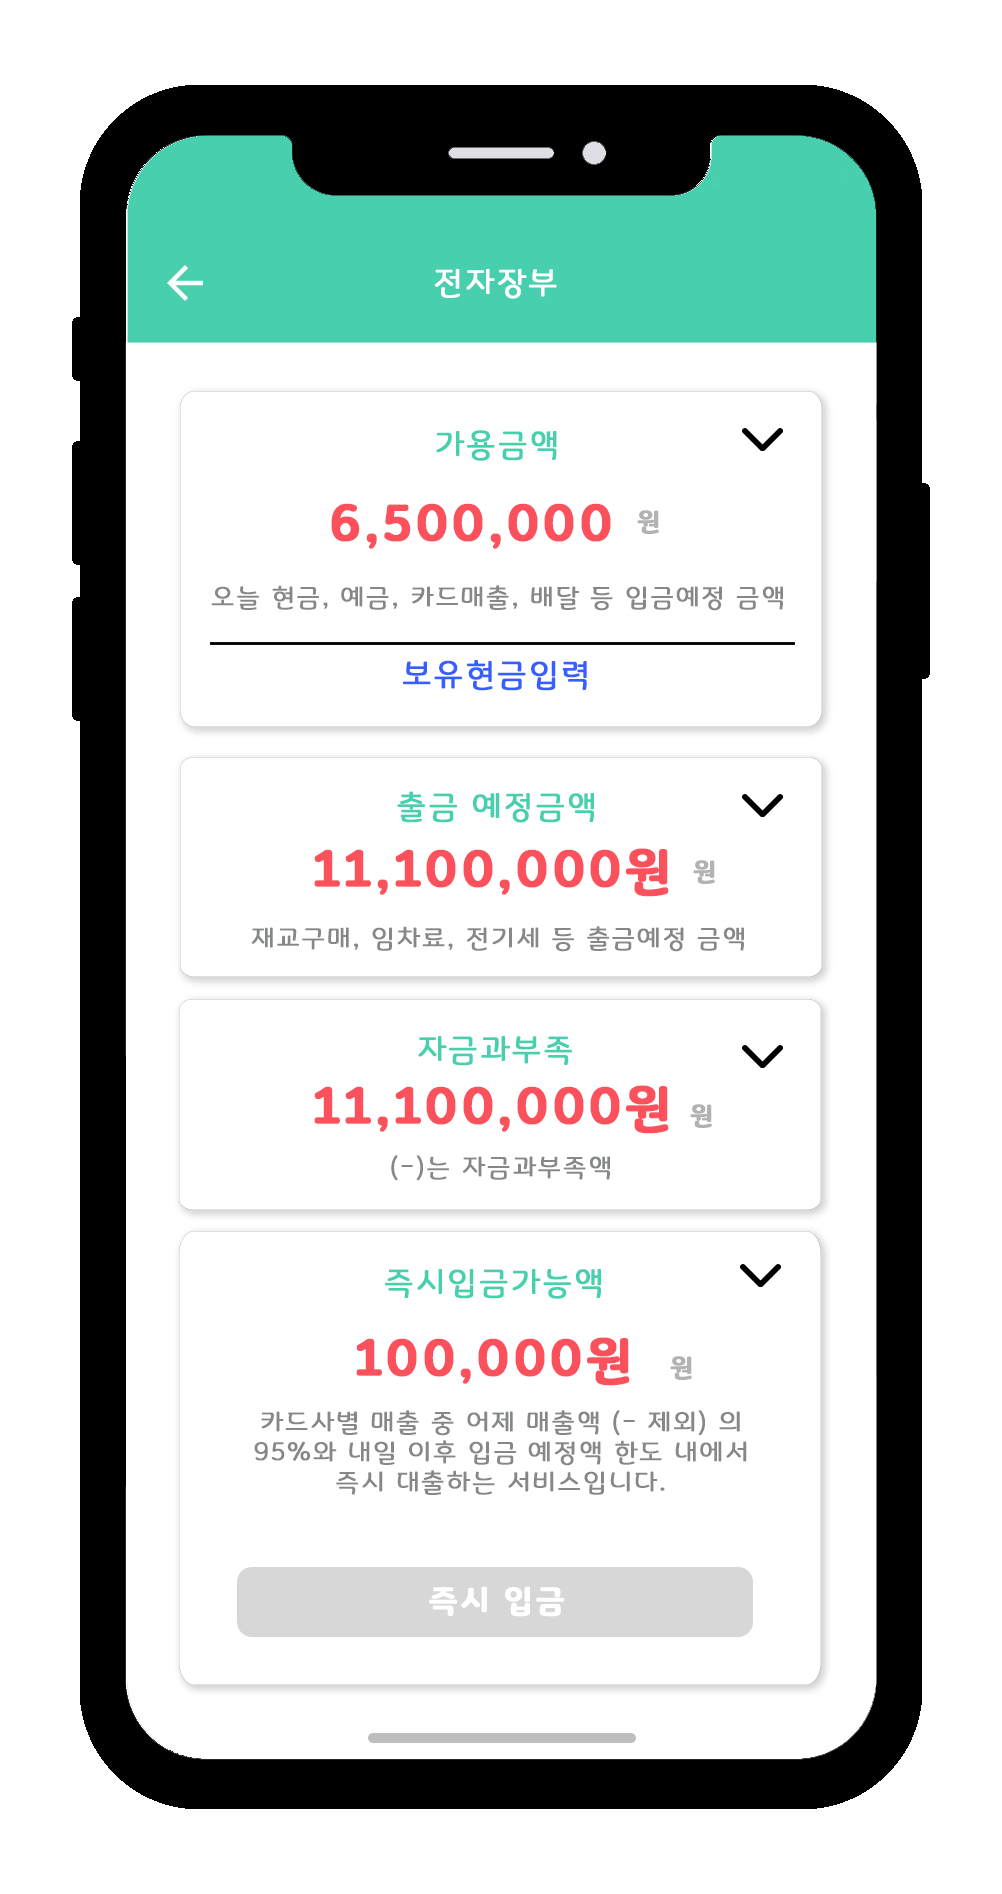 전자장부
가용금액
6,500,000 원
오늘 현금, 예금, 카드매출, 배달 등 입금예정 금액
보유현금입력
출금 예정금액
11,100,000원 원
재교구매, 임차료, 전기세 등 출금예정 금액
자금과부족
11,100,000원 원
(-)는 자금과부족액
즉시입금가능액
100,000원 원
카드사별 매출 중 어제 매출액 (- 제외) 의
95%와 내일 이후 입금 예정액 한도 내에서
즉시 대출하는 서비스입니다.
즉시 입금